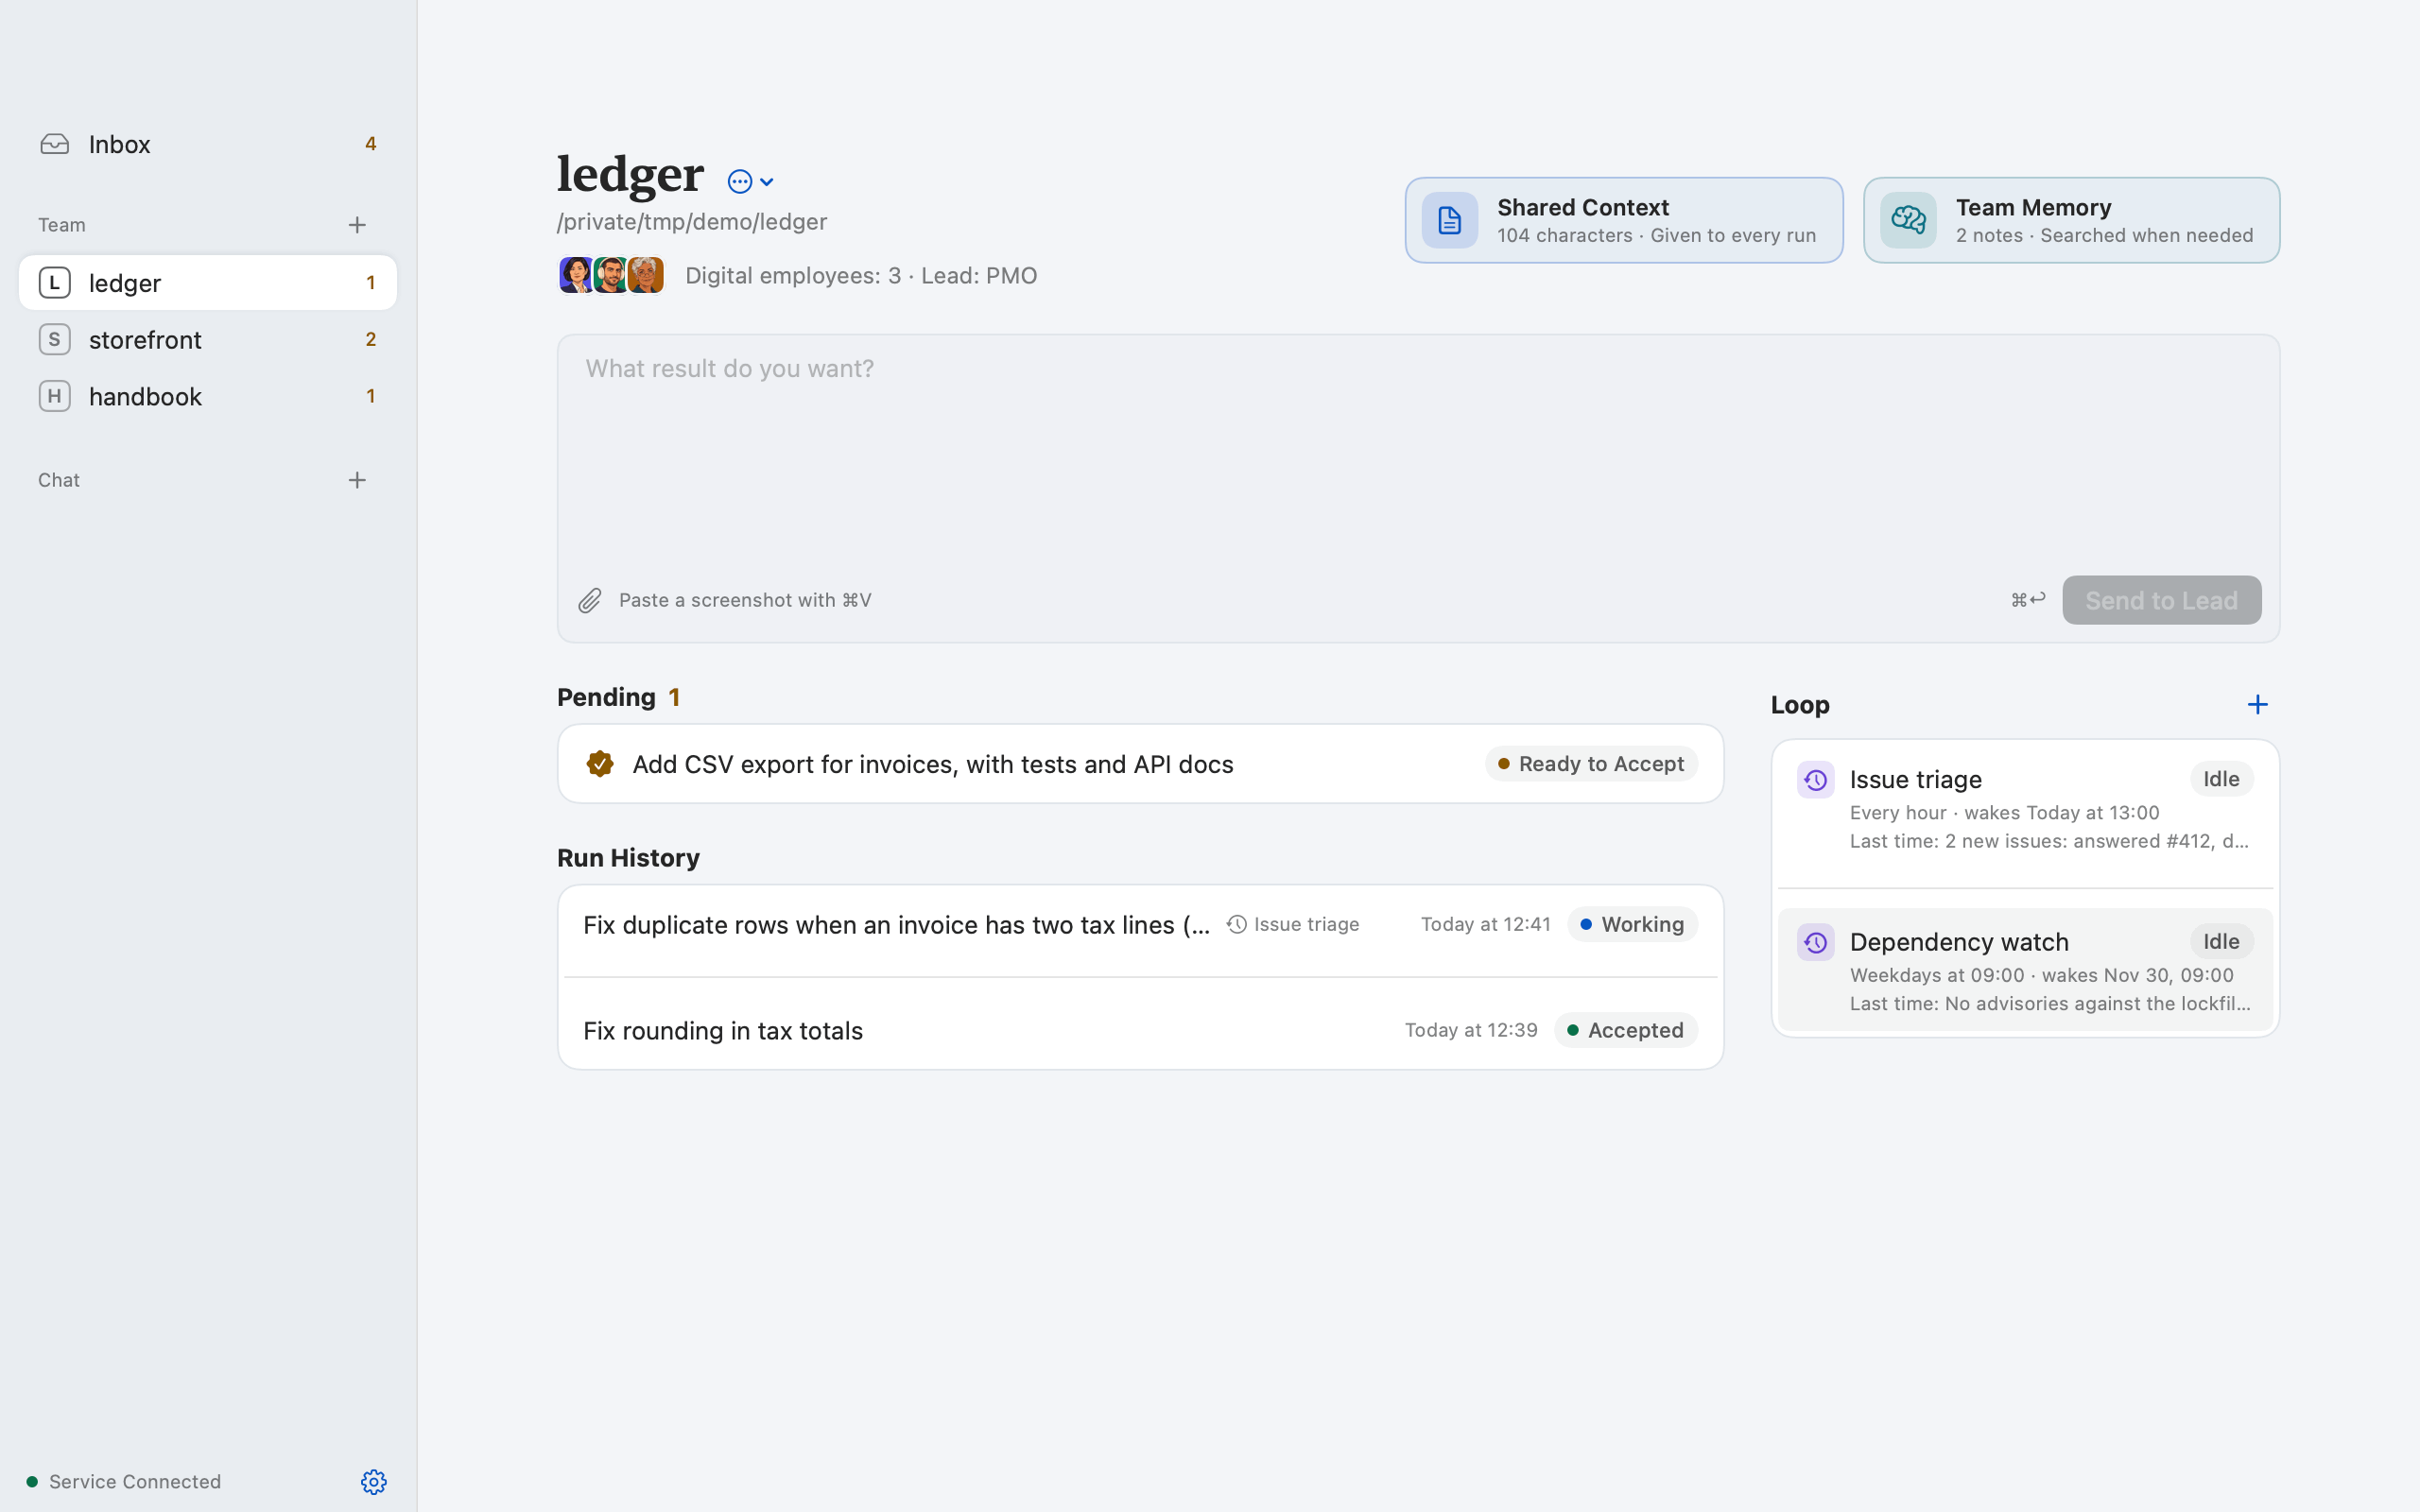 Inbox 4
Team
L ledger 1
S storefront 2
H handbook 1
Chat
Service Connected
ledger
/private/tmp/demo/ledger
Digital employees: 3 · Lead: PMO
Shared Context
104 characters · Given to every run
Team Memory
2 notes · Searched when needed
What result do you want?
Paste a screenshot with ⌘V
⌘↩ Send to Lead
Pending 1
Add CSV export for invoices, with tests and API docs Ready to Accept
Run History
Fix duplicate rows when an invoice has two tax lines (... Issue triage Today at 12:41 Working
Fix rounding in tax totals Today at 12:39 Accepted
Loop
Issue triage Idle
Every hour · wakes Today at 13:00
Last time: 2 new issues: answered #412, d...
Dependency watch Idle
Weekdays at 09:00 · wakes Nov 30, 09:00
Last time: No advisories against the lockfil...